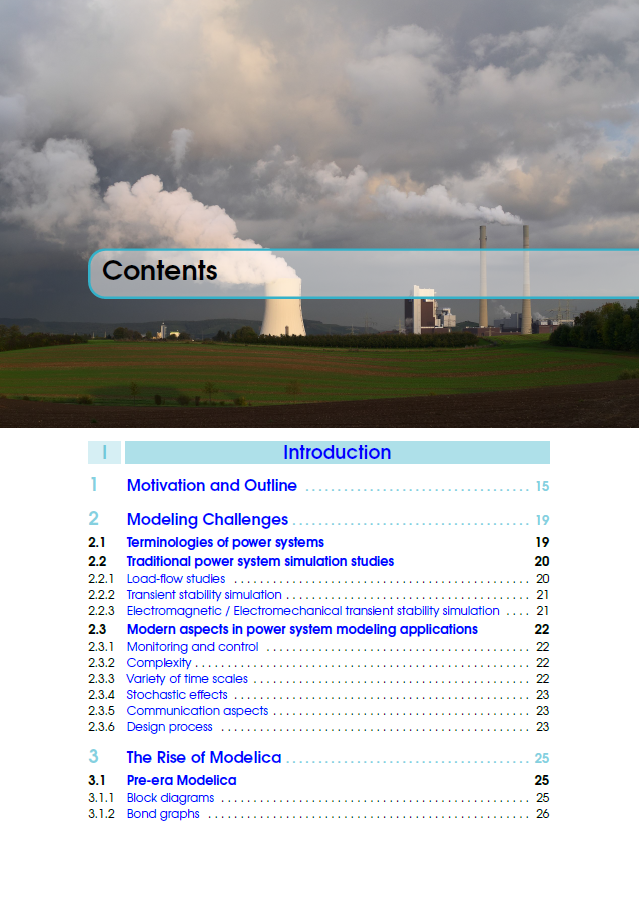 Contents
I Introduction
1 Motivation and Outline . . . . . . . . . . . . . . . . . . . . . . . . . . . . . . . 15
2 Modeling Challenges . . . . . . . . . . . . . . . . . . . . . . . . . . . . . . . . . 19
2.1 Terminologies of power systems 19
2.2 Traditional power system simulation studies 20
2.2.1 Load-flow studies . . . . . . . . . . . . . . . . . . . . . . . . . . . . . . . . . . . . . . . . . 20
2.2.2 Transient stability simulation . . . . . . . . . . . . . . . . . . . . . . . . . . . . . . . . . . 21
2.2.3 Electromagnetic / Electromechanical transient stability simulation . . . . 21
2.3 Modern aspects in power system modeling applications 22
2.3.1 Monitoring and control . . . . . . . . . . . . . . . . . . . . . . . . . . . . . . . . . . . . . 22
2.3.2 Complexity . . . . . . . . . . . . . . . . . . . . . . . . . . . . . . . . . . . . . . . . . . . . . . 22
2.3.3 Variety of time scales . . . . . . . . . . . . . . . . . . . . . . . . . . . . . . . . . . . . . . 22
2.3.4 Stochastic effects . . . . . . . . . . . . . . . . . . . . . . . . . . . . . . . . . . . . . . . . . 23
2.3.5 Communication aspects . . . . . . . . . . . . . . . . . . . . . . . . . . . . . . . . . . . . 23
2.3.6 Design process . . . . . . . . . . . . . . . . . . . . . . . . . . . . . . . . . . . . . . . . . . . 23
3 The Rise of Modelica . . . . . . . . . . . . . . . . . . . . . . . . . . . . . . . . . . 25
3.1 Pre-era Modelica 25
3.1.1 Block diagrams . . . . . . . . . . . . . . . . . . . . . . . . . . . . . . . . . . . . . . . . . . . 25
3.1.2 Bond graphs . . . . . . . . . . . . . . . . . . . . . . . . . . . . . . . . . . . . . . . . . . . . 26